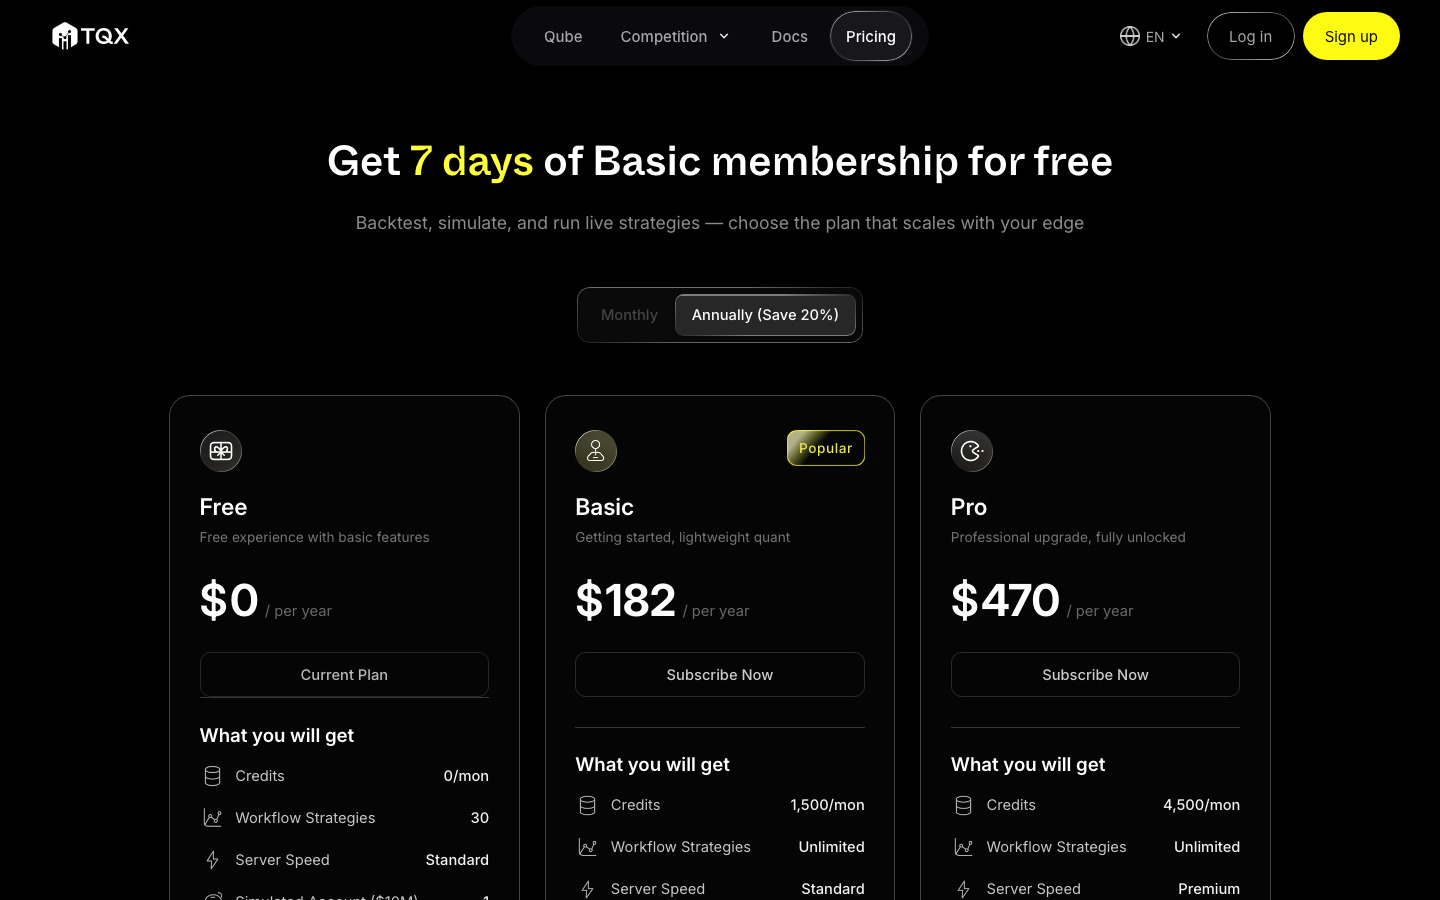 TQX
Qube
Competition
Docs
Pricing
EN
Log in
Sign up
Get 7 days of Basic membership for free
Backtest, simulate, and run live strategies — choose the plan that scales with your edge
Monthly
Annually (Save 20%)
Free
Free experience with basic features
$0 / per year
Current Plan
What you will get
Credits 0/mon
Workflow Strategies 30
Server Speed Standard
Simulated Account ($10M) 1
Popular
Basic
Getting started, lightweight quant
$182 / per year
Subscribe Now
What you will get
Credits 1,500/mon
Workflow Strategies Unlimited
Server Speed Standard
Pro
Professional upgrade, fully unlocked
$470 / per year
Subscribe Now
What you will get
Credits 4,500/mon
Workflow Strategies Unlimited
Server Speed Premium